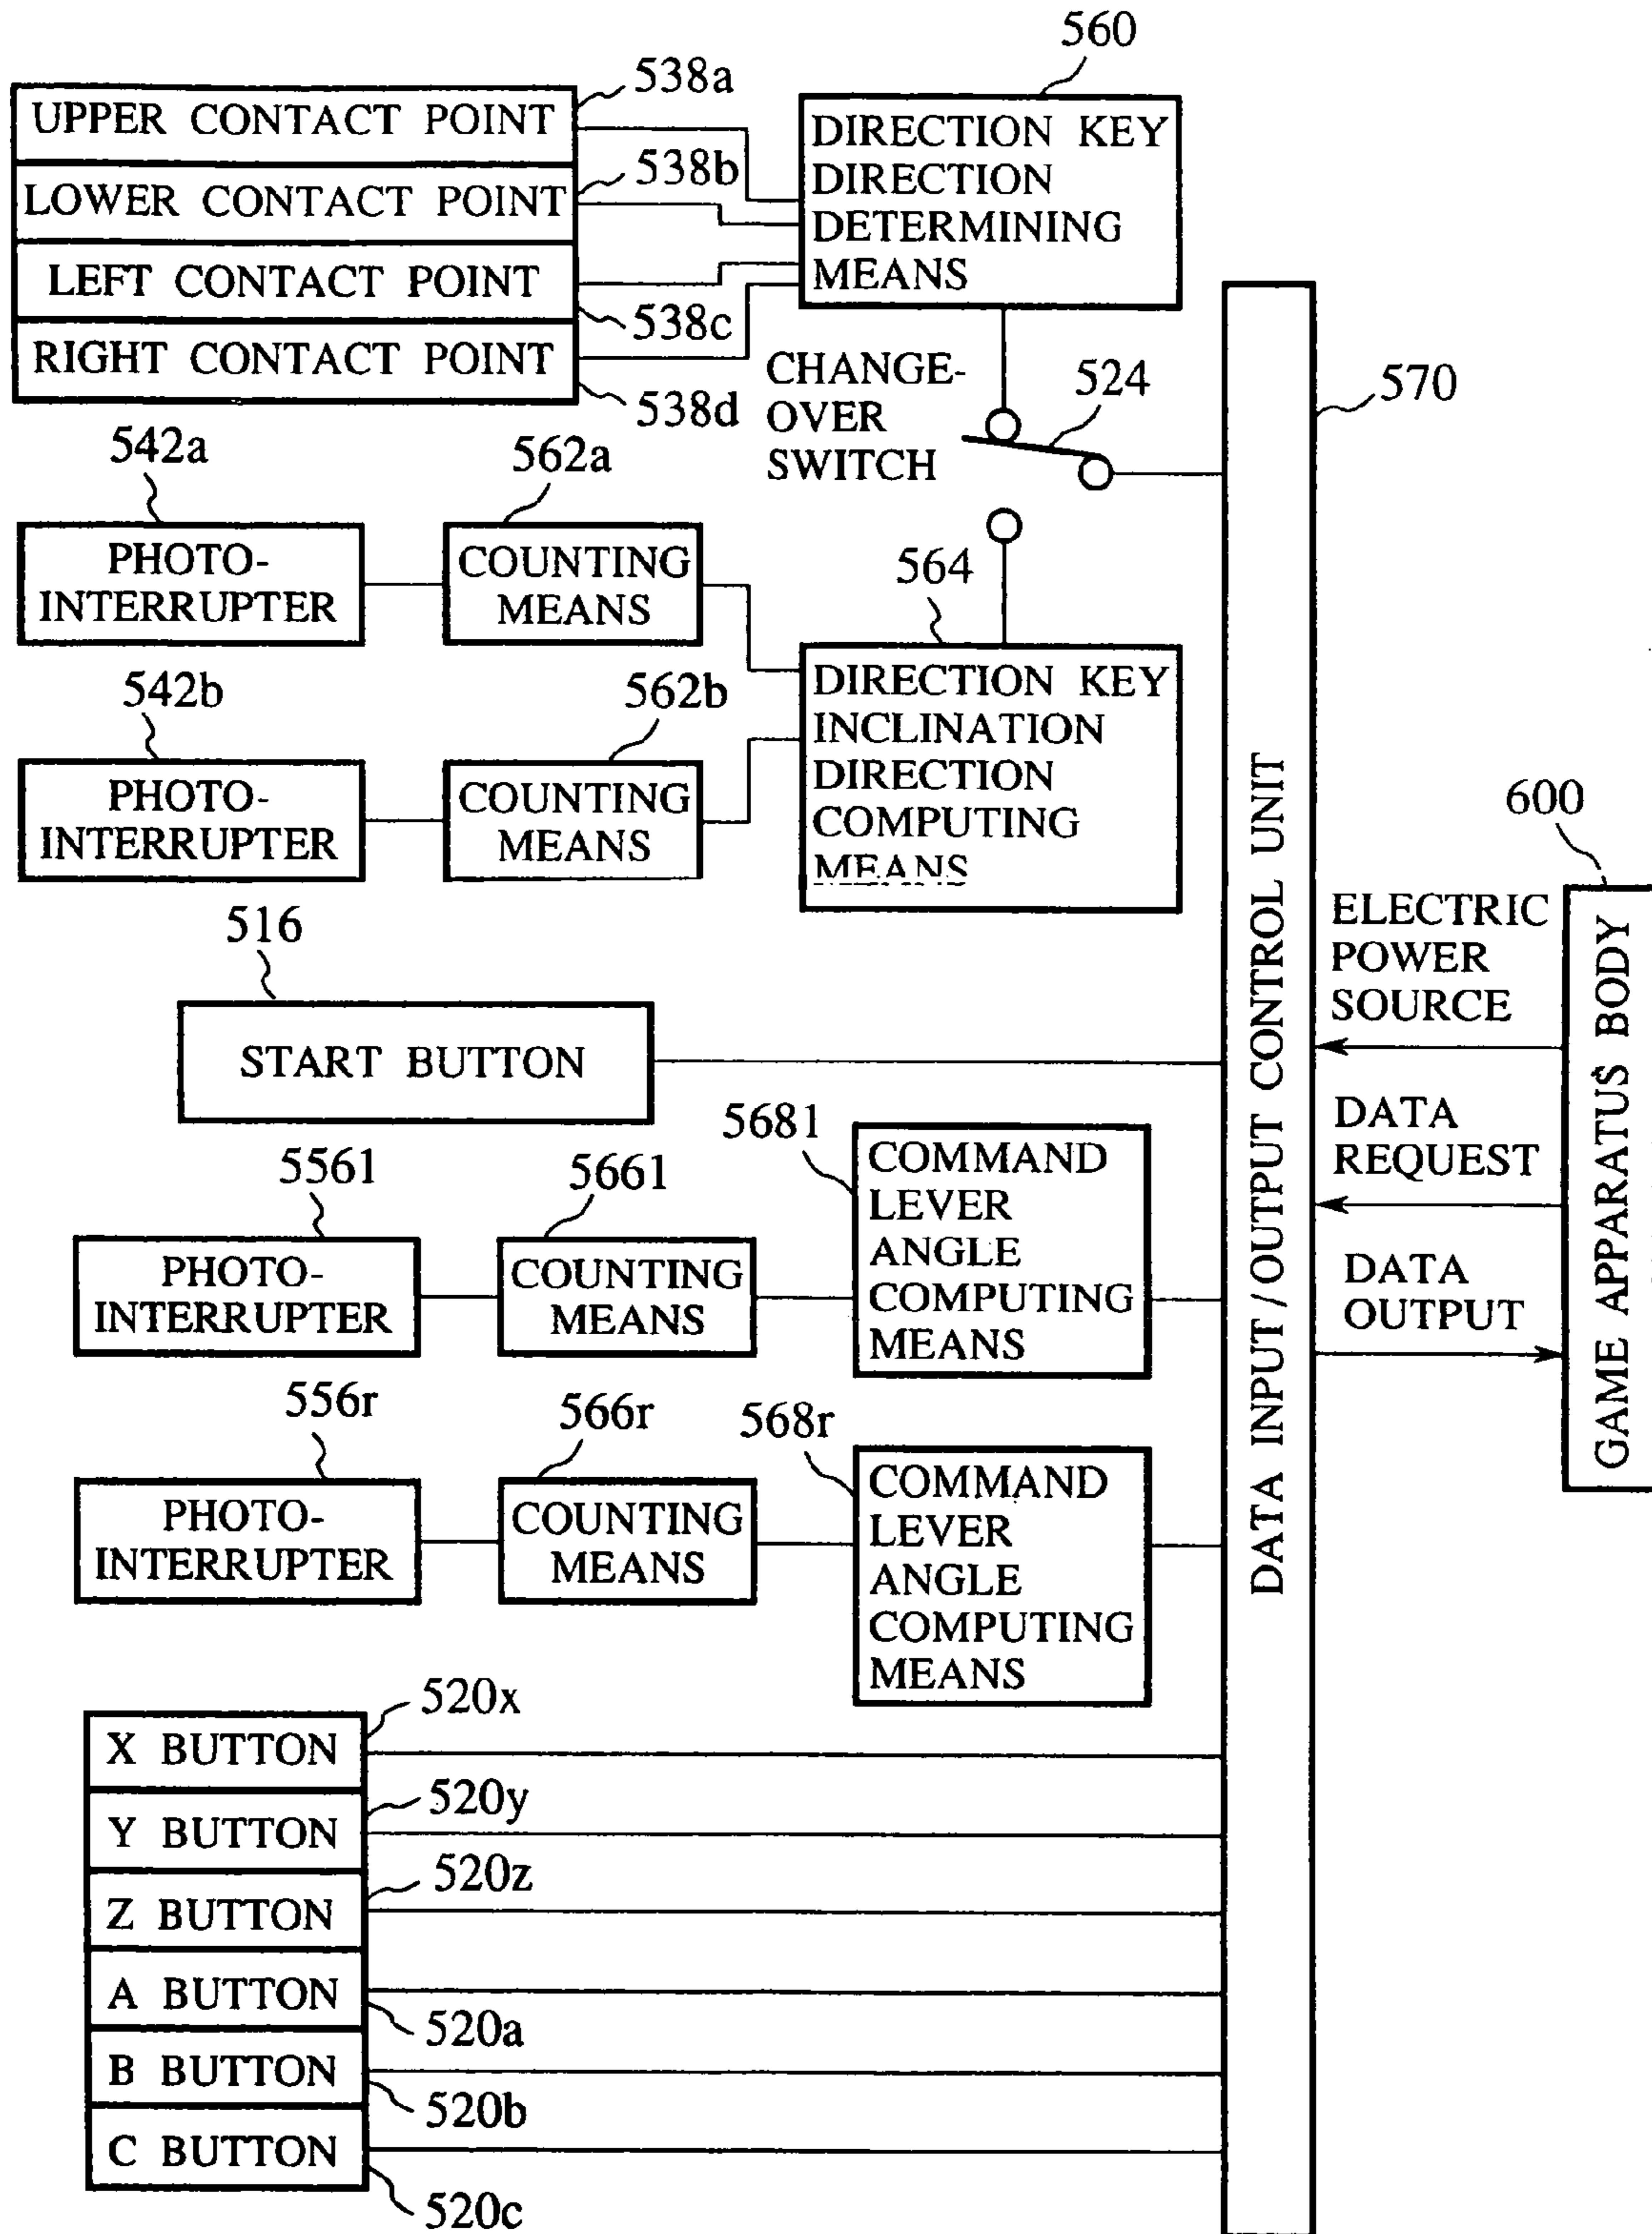 560
538a
UPPER CONTACT POINT
538b
LOWER CONTACT POINT
LEFT CONTACT POINT
538c
RIGHT CONTACT POINT
538d
DIRECTION KEY
DIRECTION
DETERMINING
MEANS
CHANGE-
OVER
SWITCH
524
570
542a
562a
PHOTO-
INTERRUPTER
COUNTING
MEANS
564
542b
562b
PHOTO-
INTERRUPTER
COUNTING
MEANS
DIRECTION KEY
INCLINATION
DIRECTION
COMPUTING
MEANS
516
START BUTTON
5561
5661
5681
PHOTO-
INTERRUPTER
COUNTING
MEANS
COMMAND
LEVER
ANGLE
COMPUTING
MEANS
556r
566r
568r
PHOTO-
INTERRUPTER
COUNTING
MEANS
COMMAND
LEVER
ANGLE
COMPUTING
MEANS
520x
X BUTTON
520y
Y BUTTON
520z
Z BUTTON
A BUTTON
520a
B BUTTON
520b
C BUTTON
520c
DATA INPUT/OUTPUT CONTROL UNIT
600
ELECTRIC
POWER
SOURCE
DATA
REQUEST
DATA
OUTPUT
GAME APPARATUS BODY